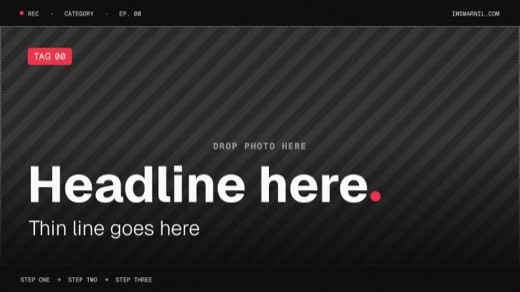 REC · CATEGORY · EP. 00
IMSWARNIL.COM
TAG 00
DROP PHOTO HERE
Headline here.
Thin line goes here
STEP ONE → STEP TWO → STEP THREE